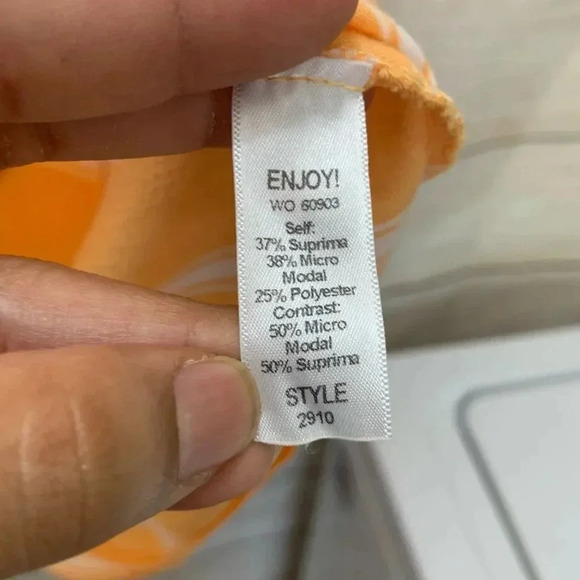 ENJOY!
WO 60903
Self:
37% Suprima
38% Micro
Modal
25% Polyester
Contrast:
50% Micro
Modal
50% Suprima
STYLE
2910